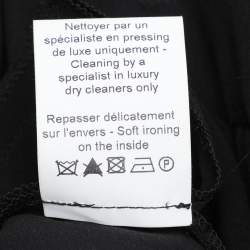 Nettoyer par un
spécialiste en pressing
de luxe uniquement -
Cleaning by a
specialist in luxury
dry cleaners only
Repasser délicatement
sur l'envers - Soft ironing
on the inside
P